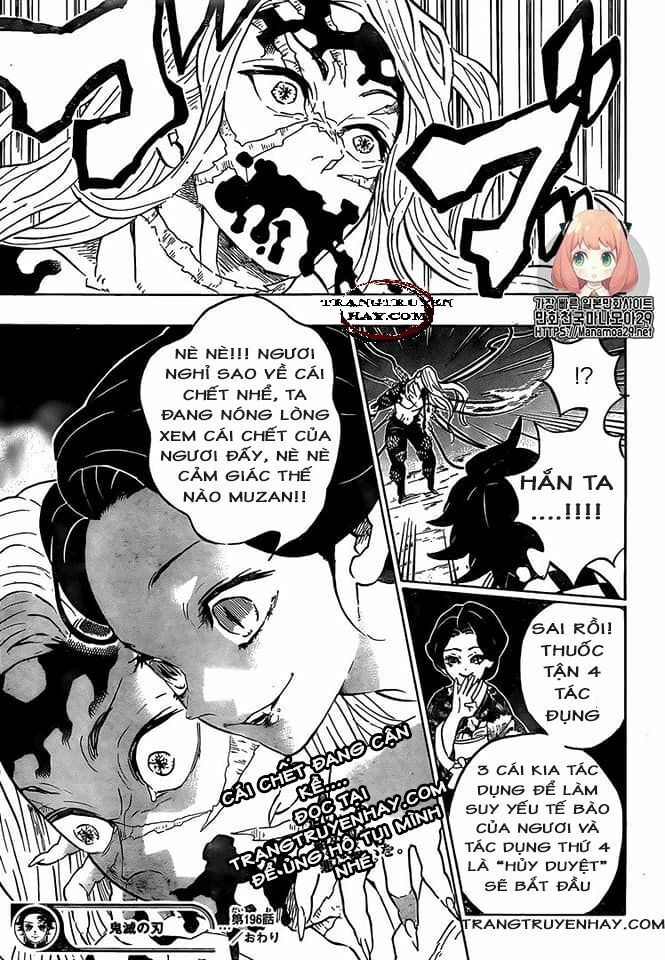 ゴフッ
가장 빠른 일본만화사이트
만화천국마나모아29
HTTPS://Manamoa29.net
TRANGTRUYEN
HAY.COM
!?
HẮN TA
....!!!!
NÈ NÈ!!! NGƯƠI
NGHỈ SAO VỀ CÁI
CHẾT NHỂ, TA
ĐANG NÓNG LÒNG
XEM CÁI CHẾT CỦA
NGƯƠI ĐẤY, NÈ NÈ
CẢM GIÁC THẾ
NÀO MUZAN!!
SAI RỒI!
THUỐC
TẬN 4
TÁC
DỤNG
3 CÁI KIA TÁC
DỤNG ĐỂ LÀM
SUY YẾU TẾ BÀO
CỦA NGƯƠI VÀ
TÁC DỤNG THỨ 4
LÀ “HỦY DUYỆT”
SẼ BẮT ĐẦU
CÁI CHẾT ĐANG CẬN
KỀ....
ĐỌC TẠI
TRANGTRUYENHAY.COM
ĐỂ ỦNG HỘ TỤI MÌNH
NHÉ
鬼滅の刃
第196話
／おわり
TRANGTRUYENHAY.COM